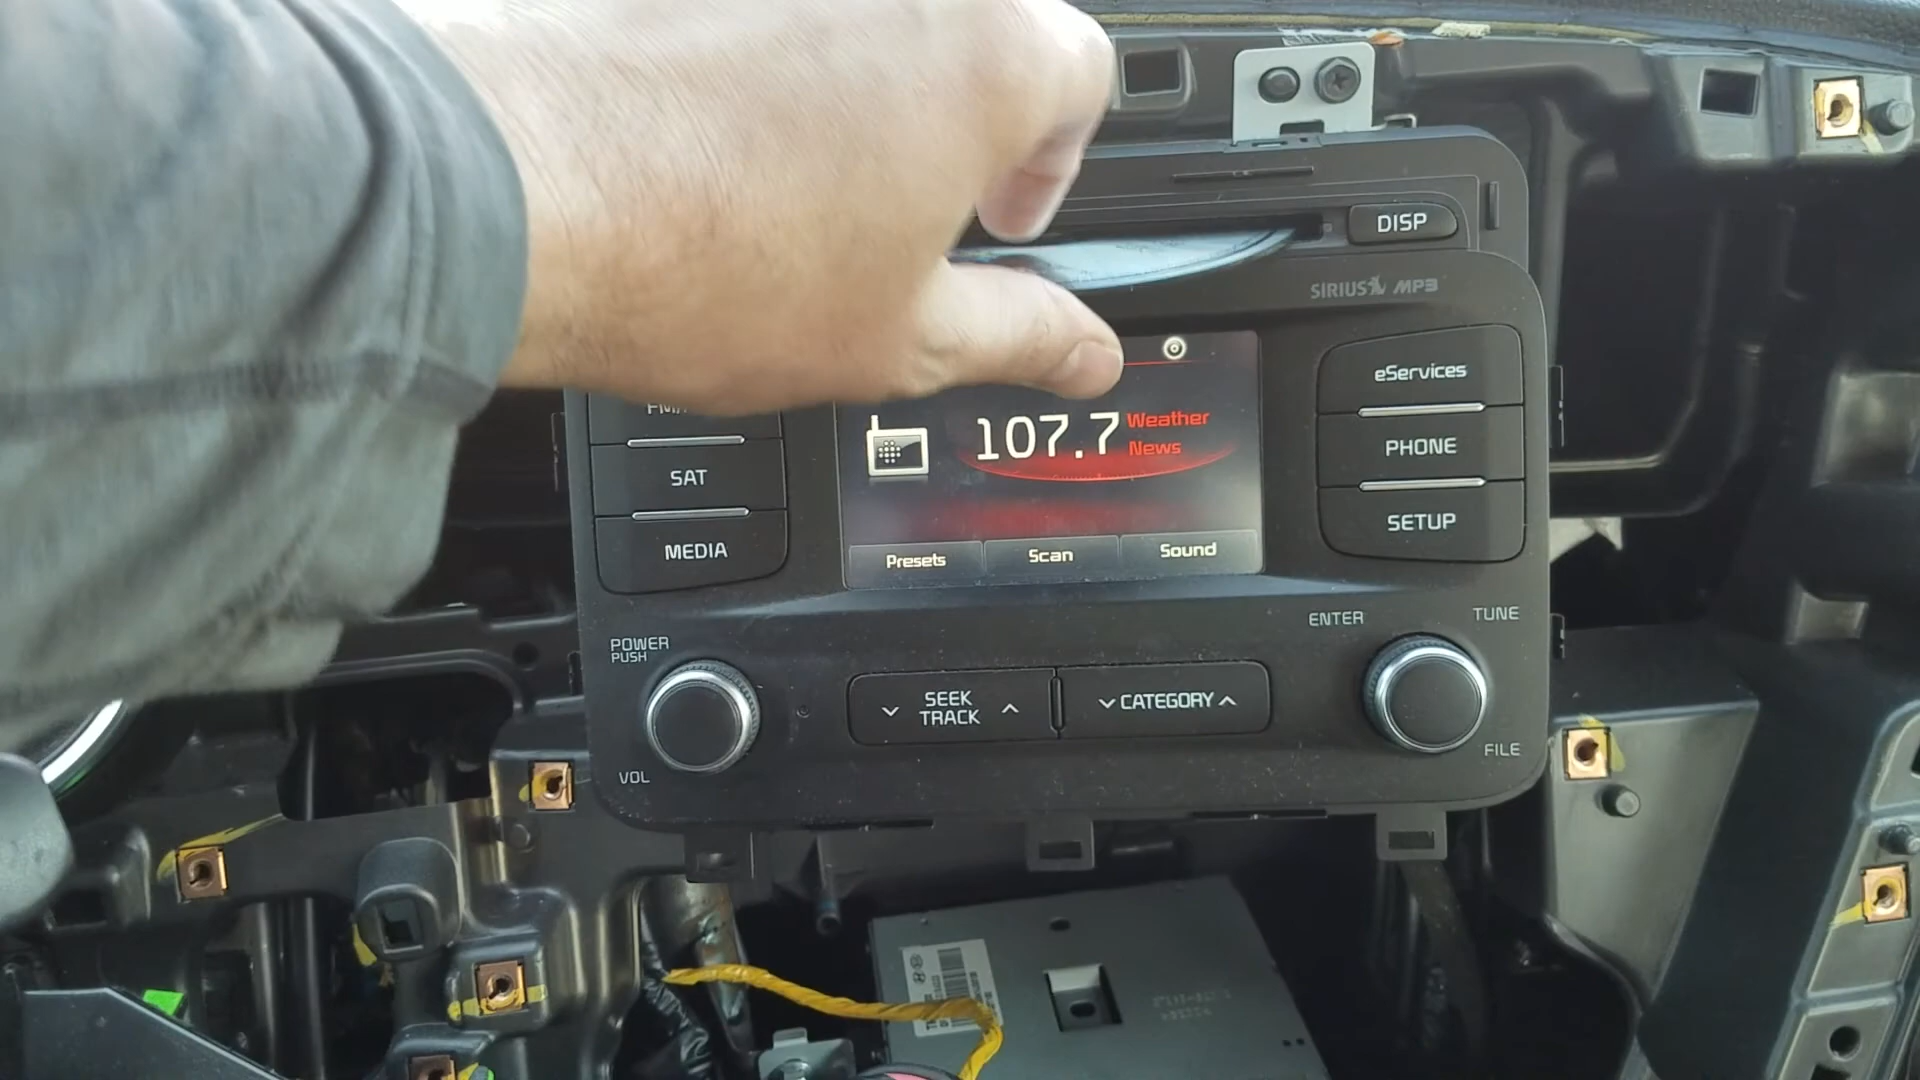 DISP
SIRIUS MP3
eServices
SAT
PHONE
MEDIA
SETUP
107.7
Weather
News
Presets
Scan
Sound
POWER
PUSH
VOL
SEEK
TRACK
CATEGORY
ENTER
TUNE
FILE